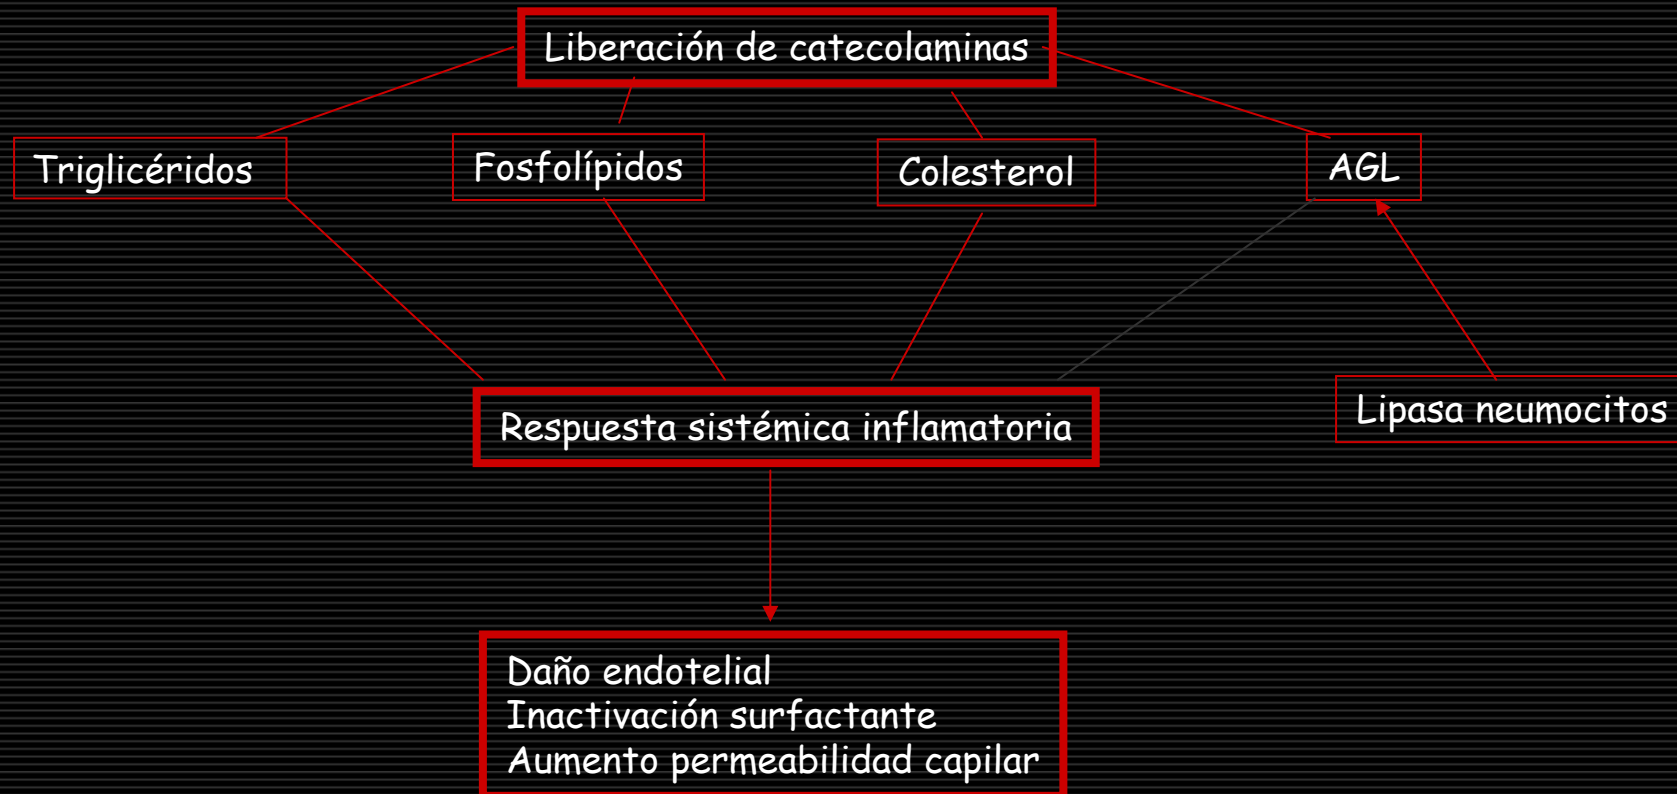 Liberación de catecolaminas
Triglicéridos
Fosfolípidos
Colesterol
AGL
Respuesta sistémica inflamatoria
Lipasa neumocitos
Daño endotelial
Inactivación surfactante
Aumento permeabilidad capilar